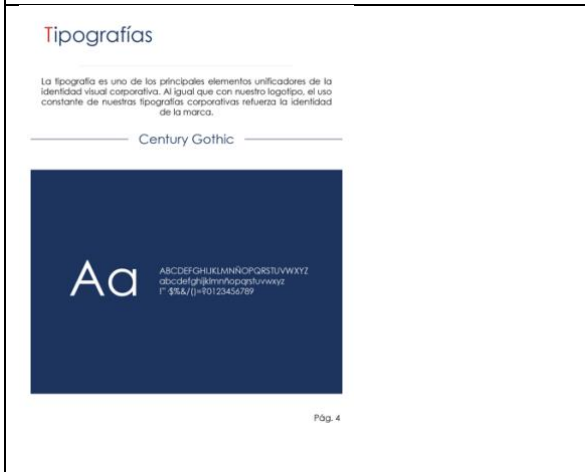 Tipografías
La tipografía es uno de los principales elementos unificadores de la
identidad visual corporativa. Al igual que con nuestro logotipo, el uso
constante de nuestras tipografías corporativas refuerza la identidad
de la marca.
Century Gothic
Aa
ABCDEFGHIJKLMNÑOPQRSTUVWXYZ
abcdefghijklmnñopqrstuvwxyz
!"·$%&/()=?0123456789
Pág. 4